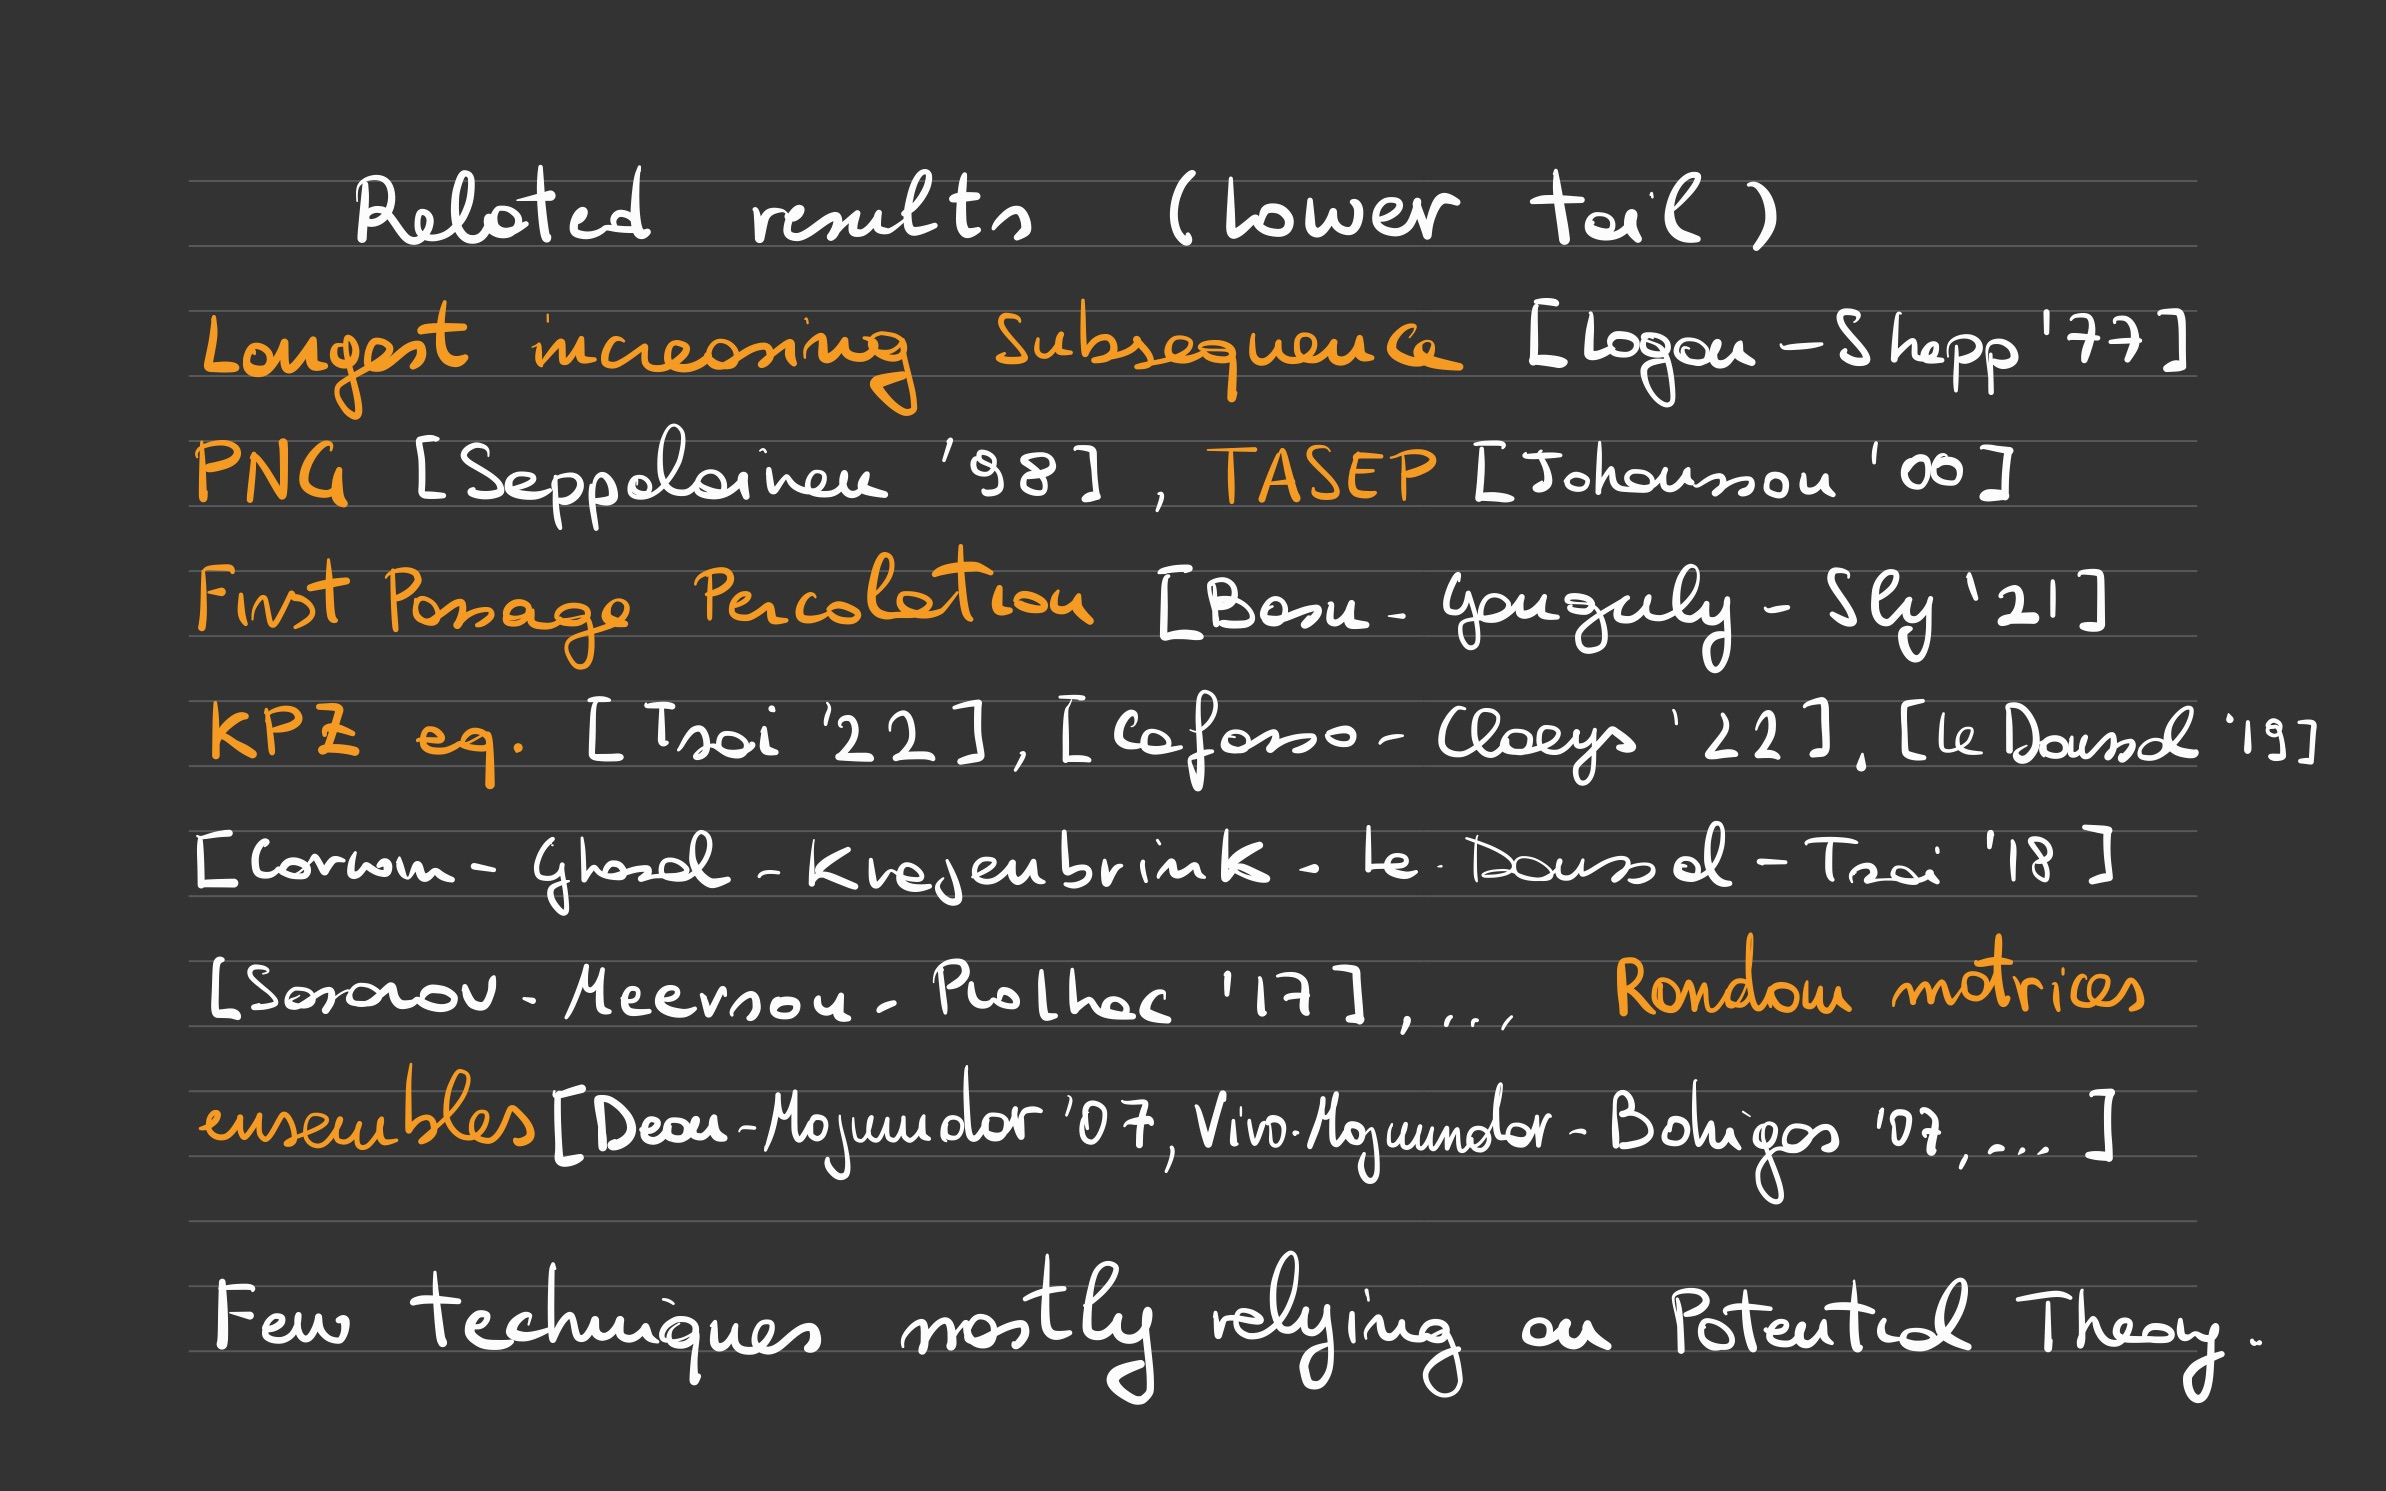 Related results (Lower tail)
Longest increasing Subsequence [Logan-Shepp '77]
PNG [Seppalainen '98], TASEP [Johansson '00]
First Passage Percolation [Basu-Ganguly-Sly '21]
KPZ eq. [Tsai '22], [Cafasso-Claeys '22], [Le Doussal '19]
[Corwin-Ghosal-Krajenbrink-Le Doussal-Tsai '18]
[Sasorov-Meerson-Prolhac '17], ... Random matrices
ensembles [Dean-Majumdar '07, Vivo-Majumdar-Bohigas '07, ... ]
Few techniques mostly relying on Potential Theory.